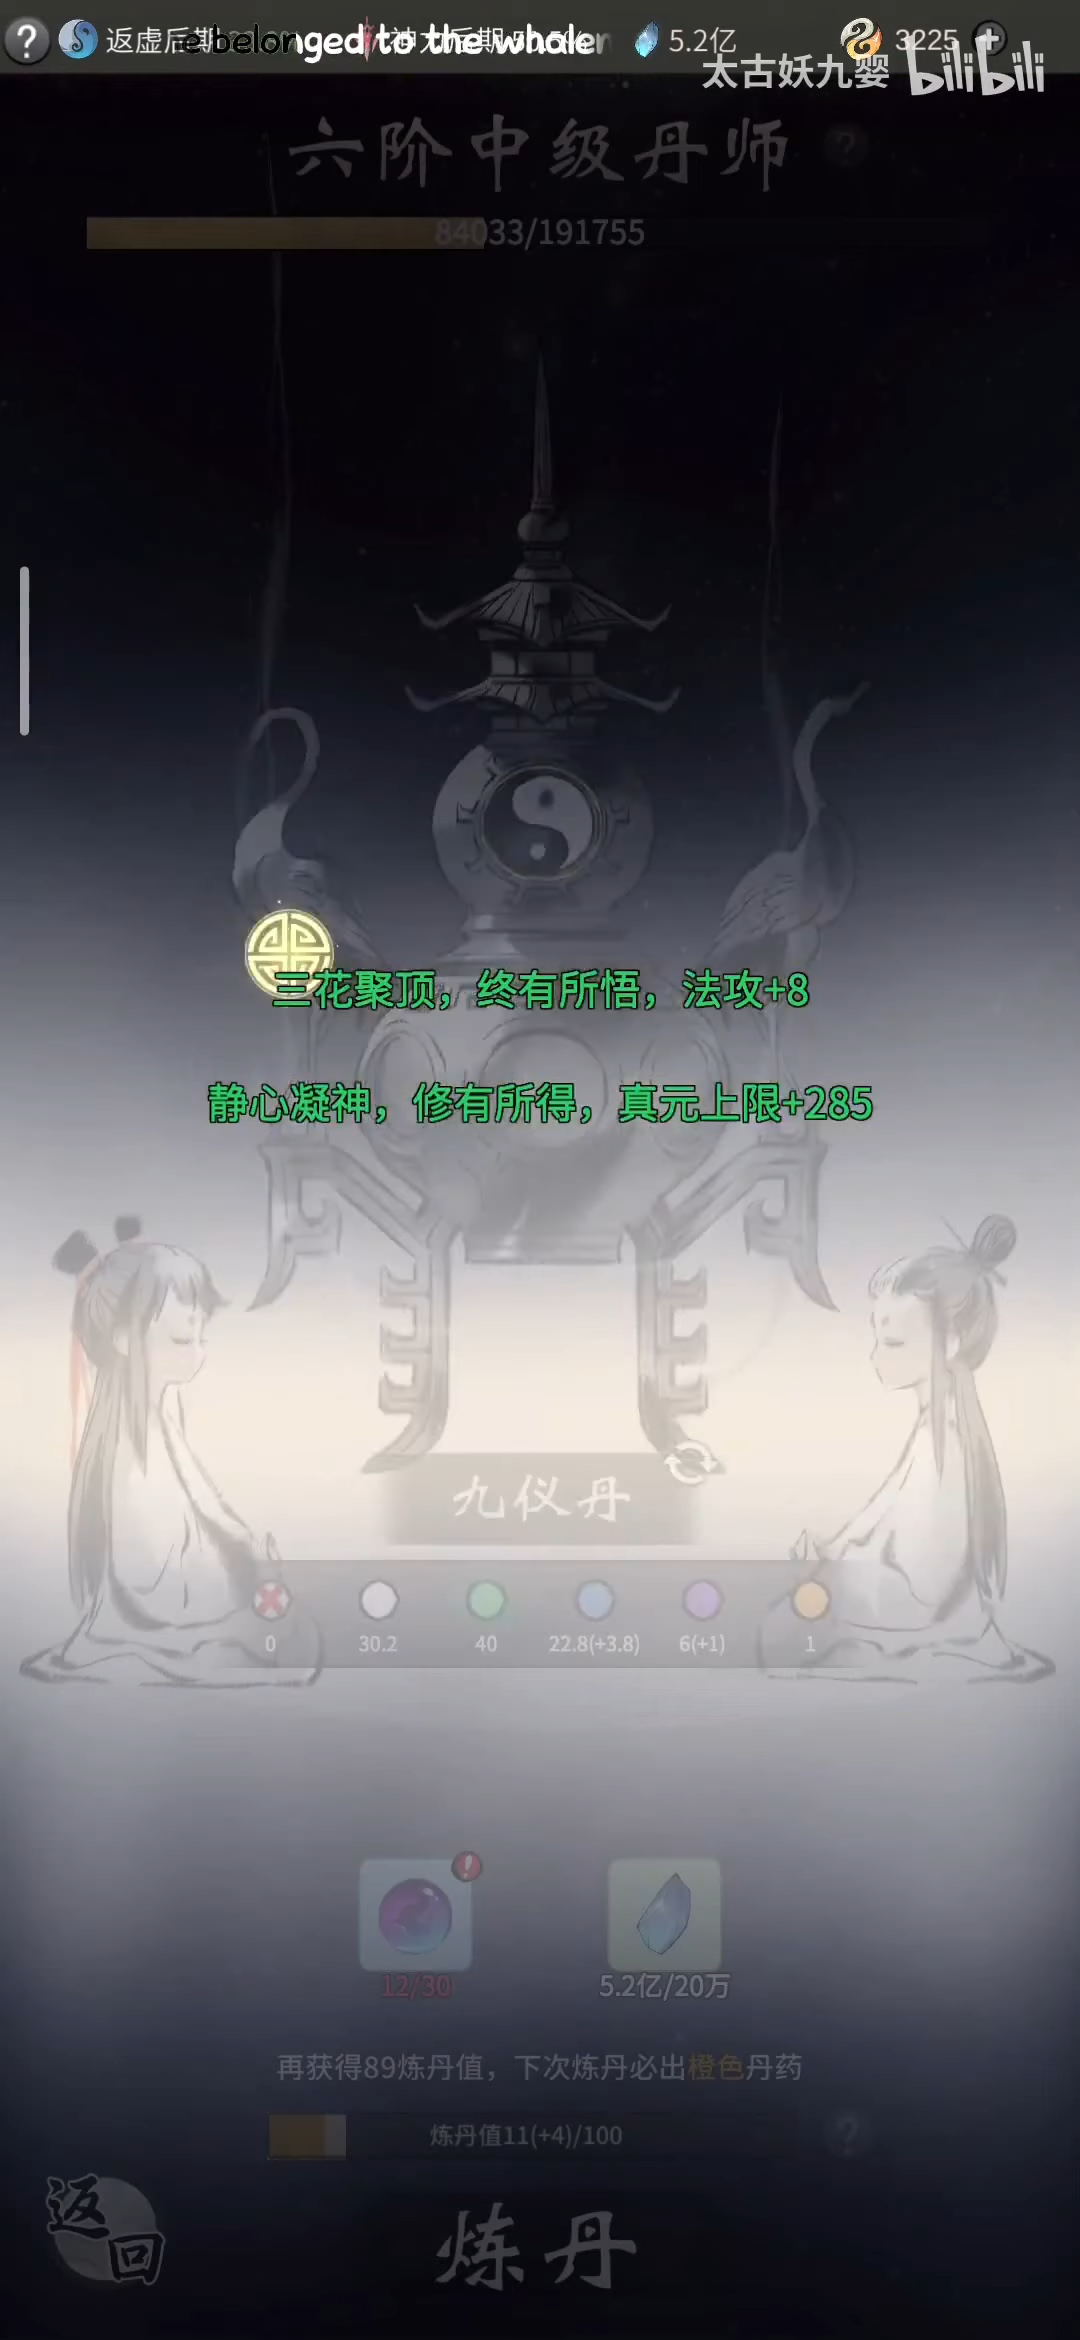 返虚后期
e belonged to the whale
5.2亿
3225
太古妖九婴 bilibili
六阶中级丹师
84033/191755
三花聚顶，终有所悟，法攻+8
静心凝神，修有所得，真元上限+285
九仪丹
0 30.2 40 22.8(+3.8) 6(+1) 1
12/30 5.2亿/20万
再获得89炼丹值，下次炼丹必出橙色丹药
炼丹值11(+4)/100
返回
炼丹